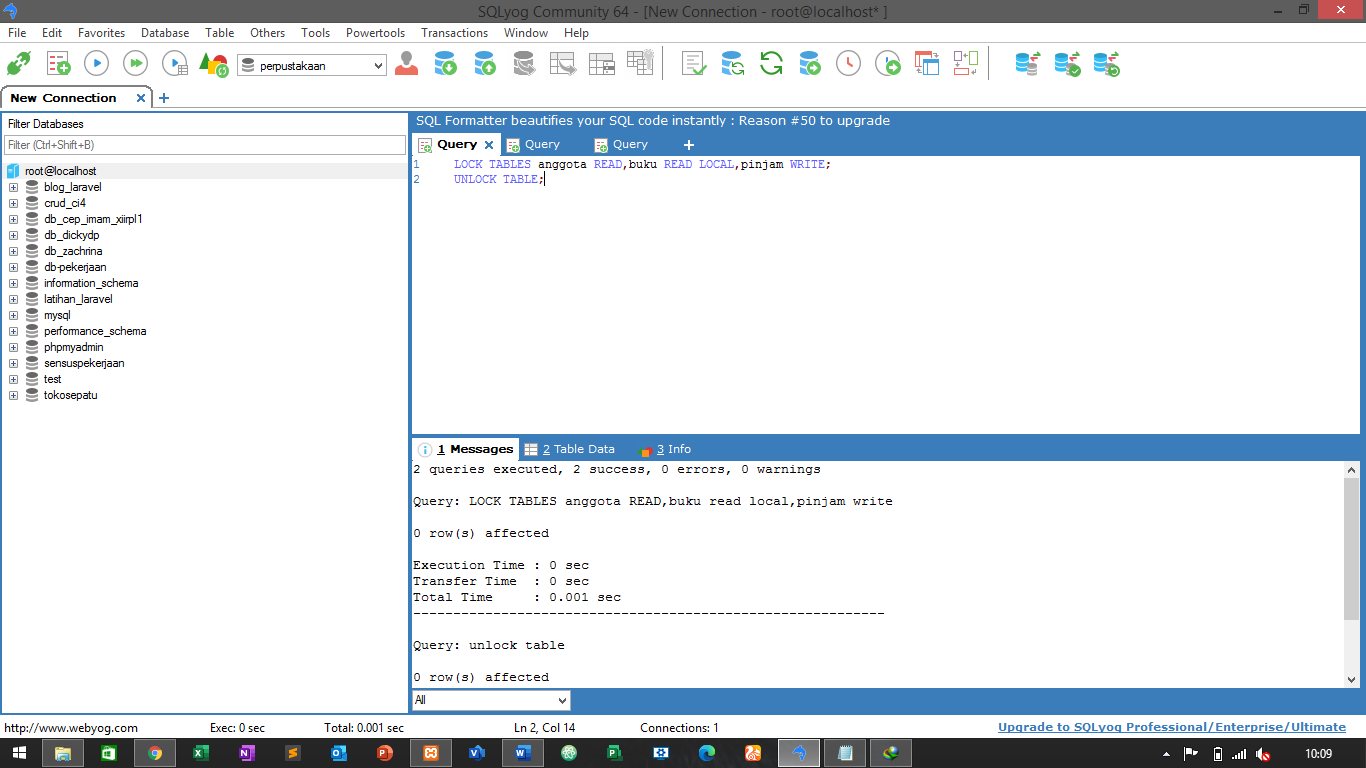 SQLyog Community 64 - [New Connection - root@localhost* ]
File Edit Favorites Database Table Others Tools Powertools Transactions Window Help
perpustakaan
New Connection
Filter Databases
Filter (Ctrl+Shift+B)
root@localhost
blog_laravel
crud_ci4
db_cep_imam_xiirpl1
db_dickydp
db_zachrina
db-pekerjaan
information_schema
latihan_laravel
mysql
performance_schema
phpmyadmin
sensuspekerjaan
test
tokosepatu
SQL Formatter beautifies your SQL code instantly : Reason #50 to upgrade
Query Query Query
1 LOCK TABLES anggota READ,buku READ LOCAL,pinjam WRITE;
2 UNLOCK TABLE;
1 Messages 2 Table Data 3 Info
2 queries executed, 2 success, 0 errors, 0 warnings
Query: LOCK TABLES anggota READ,buku read local,pinjam write
0 row(s) affected
Execution Time : 0 sec
Transfer Time : 0 sec
Total Time : 0.001 sec
-----------------------------------------------------------
Query: unlock table
0 row(s) affected
All
http://www.webyog.com Exec: 0 sec Total: 0.001 sec Ln 2, Col 14 Connections: 1 Upgrade to SQLyog Professional/Enterprise/Ultimate
10:09